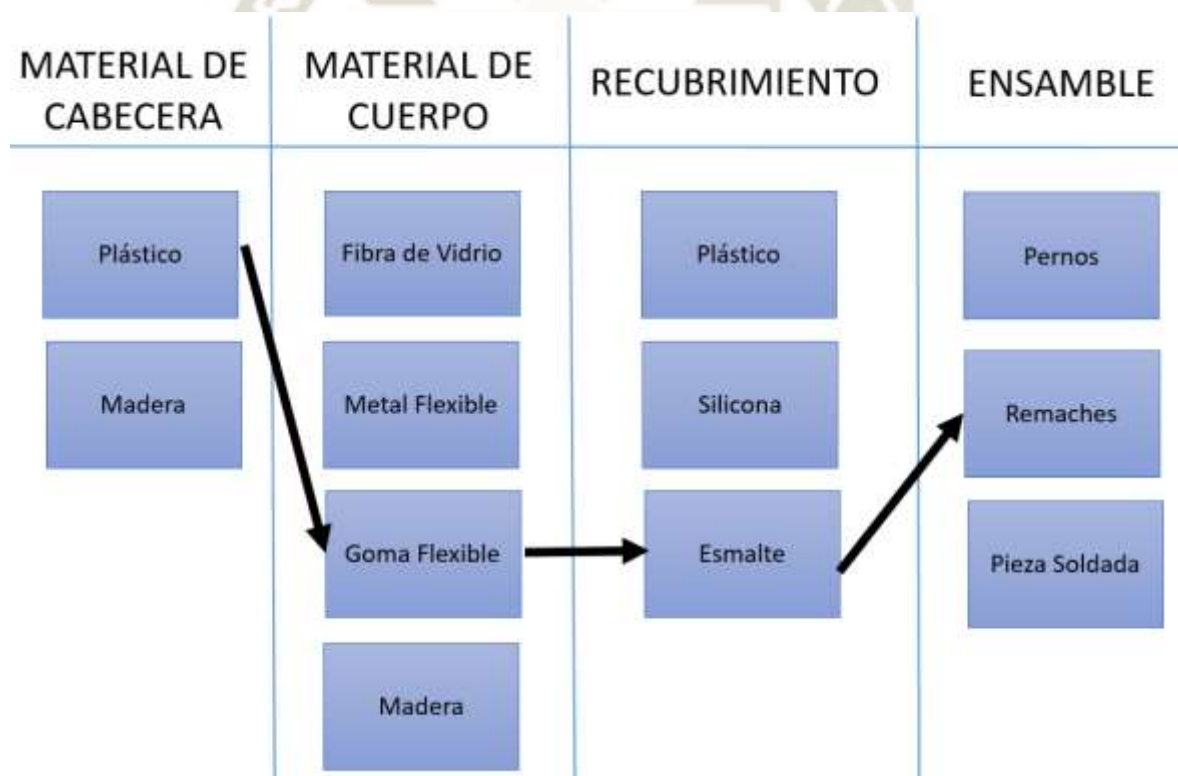 MATERIAL DE
CABECERA
MATERIAL DE
CUERPO
RECUBRIMIENTO
ENSAMBLE
Plástico
Fibra de Vidrio
Plástico
Pernos
Madera
Metal Flexible
Silicona
Remaches
Goma Flexible
Esmalte
Pieza Soldada
Madera